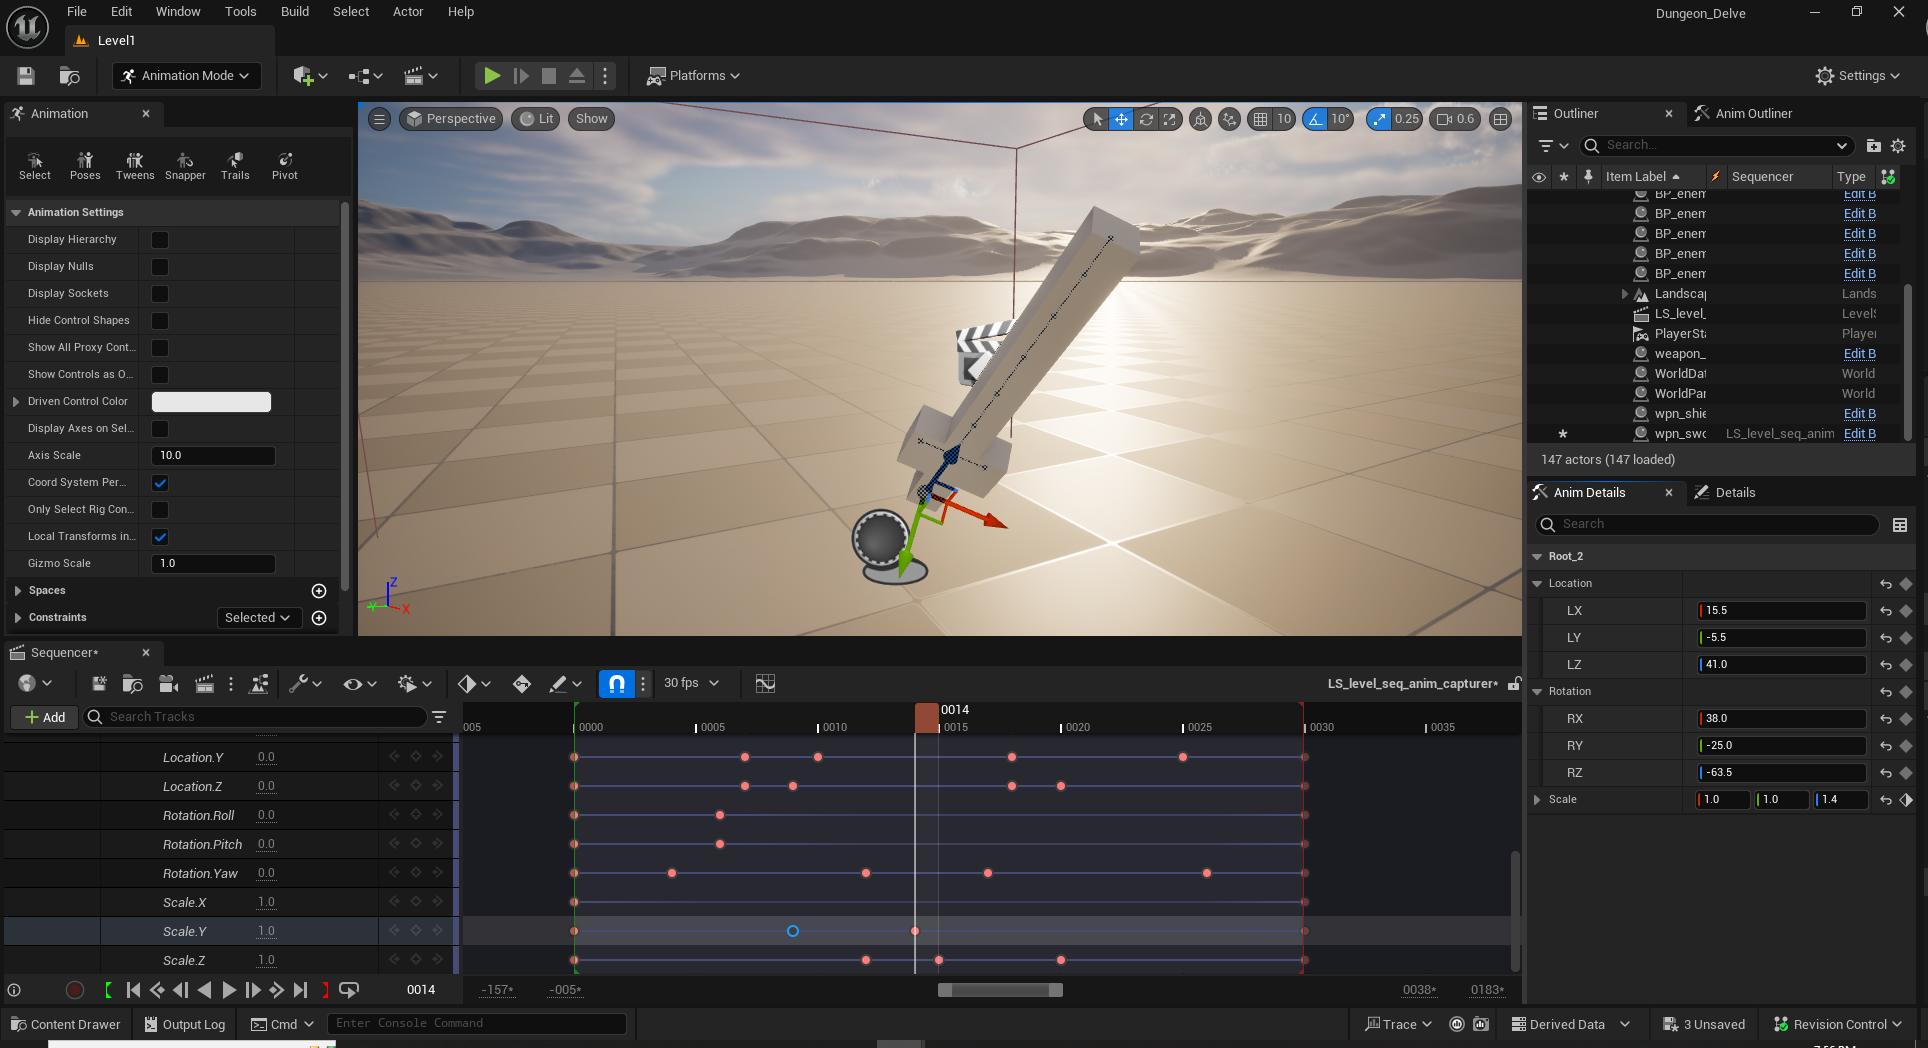 File Edit Window Tools Build Select Actor Help
Dungeon_Delve
Level1
Animation Mode
Platforms
Settings
Animation
Select Poses Tweens Snapper Trails Pivot
Animation Settings
Display Hierarchy
Display Nulls
Display Sockets
Hide Control Shapes
Show All Proxy Cont...
Show Controls as O...
Driven Control Color
Display Axes on Sel...
Axis Scale 10.0
Coord System Per...
Only Select Rig Con...
Local Transforms in...
Gizmo Scale 1.0
Spaces
Constraints Selected
Perspective Lit Show
10 10° 0.25 0.6
Z
Y X
Outliner Anim Outliner
Search...
Item Label Sequencer Type
BP_enem Edit B
BP_enem Edit B
BP_enem Edit B
BP_enem Edit B
BP_enem Edit B
Landscap Lands
LS_level_ Level
PlayerSta Player
weapon_ Edit B
WorldDat World
WorldPar World
wpn_shie Edit B
* wpn_swo LS_level_seq_anim Edit B
147 actors (147 loaded)
Anim Details Details
Search
Root_2
Location
LX 15.5
LY -5.5
LZ 41.0
Rotation
RX 38.0
RY -25.0
RZ -63.5
Scale 1.0 1.0 1.4
Sequencer*
30 fps
LS_level_seq_anim_capturer*
Add
Search Tracks
0014
005 0000 0005 0010 0015 0020 0025 0030 0035
Location.Y 0.0
Location.Z 0.0
Rotation.Roll 0.0
Rotation.Pitch 0.0
Rotation.Yaw 0.0
Scale.X 1.0
Scale.Y 1.0
Scale.Z 1.0
0014
-157* -005* 0038* 0183*
Content Drawer Output Log Cmd Enter Console Command
Trace Derived Data 3 Unsaved Revision Control